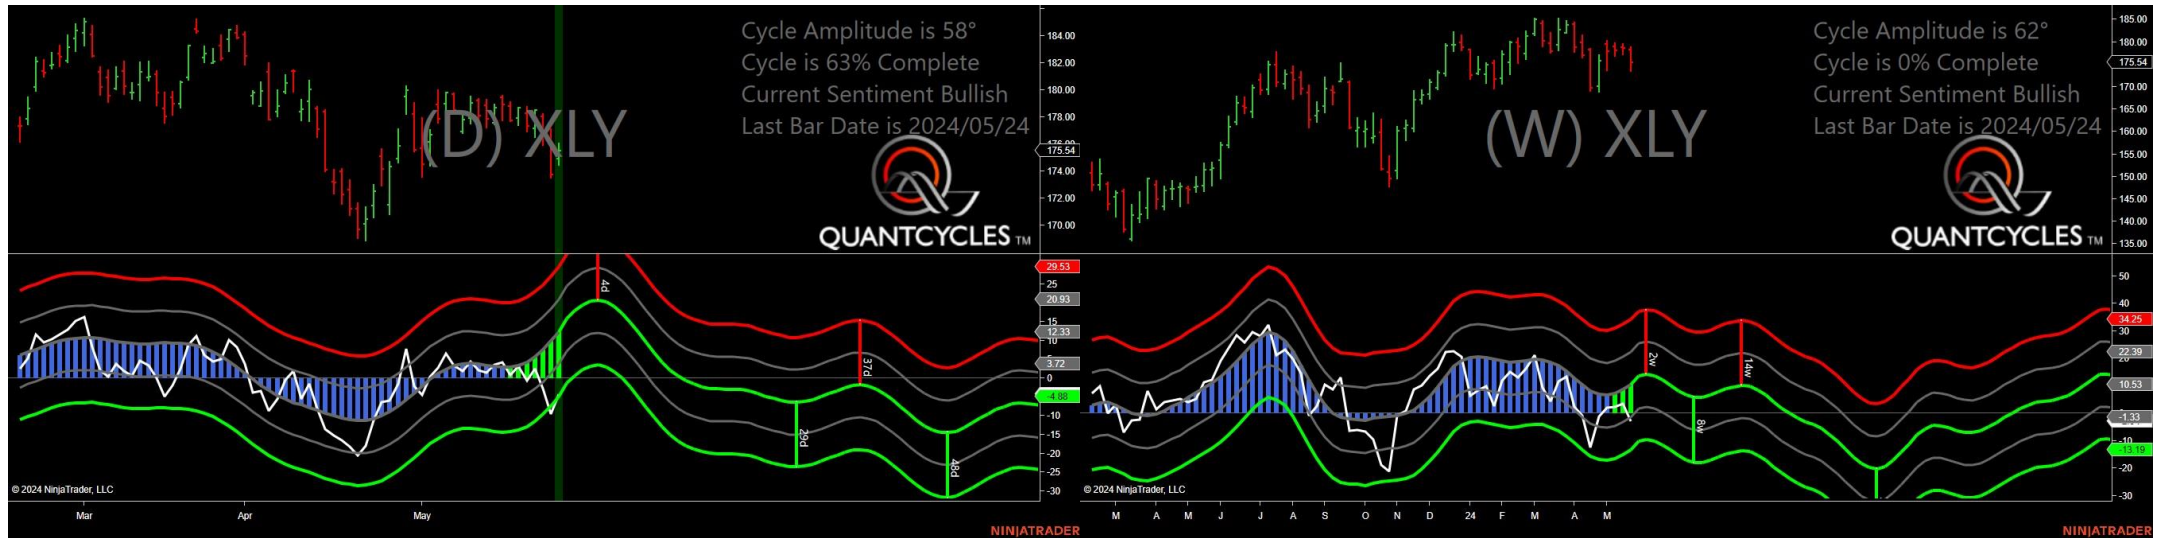 Cycle Amplitude is 58°
Cycle is 63% Complete
Current Sentiment Bullish
Last Bar Date is 2024/05/24
(D) XLY
QUANTCYCLES TM
184.00
182.00
180.00
178.00
176.00
175.54
174.00
172.00
170.00
29.53
25
20.93
15
12.33
10
5
3.72
0
-4.88
-10
-15
-20
-25
-30
4d
37d
29d
48d
© 2024 NinjaTrader, LLC
Mar
Apr
May
NINJATRADER
Cycle Amplitude is 62°
Cycle is 0% Complete
Current Sentiment Bullish
Last Bar Date is 2024/05/24
(W) XLY
QUANTCYCLES TM
185.00
180.00
175.54
170.00
165.00
160.00
155.00
150.00
145.00
140.00
135.00
50
40
34.25
30
22.39
20
10.53
-1.33
-10
-13.19
-20
-30
2w
14w
8w
© 2024 NinjaTrader, LLC
M
A
M
J
J
A
S
O
N
D
24
F
M
A
M
NINJATRADER